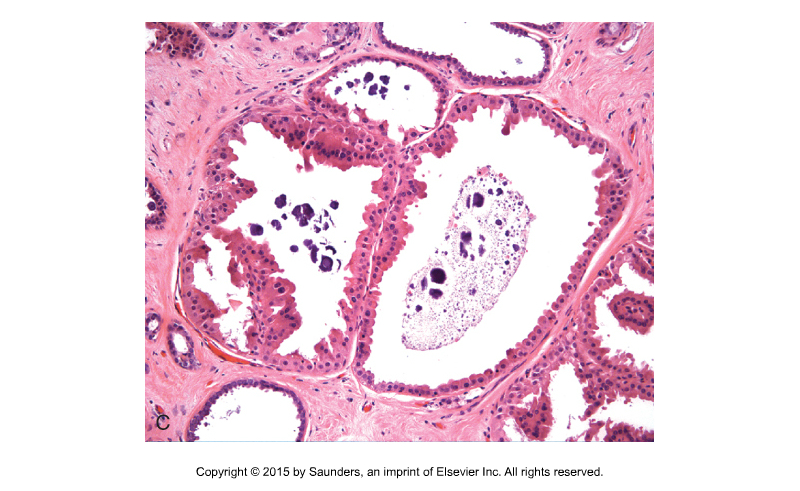 C
Copyright © 2015 by Saunders, an imprint of Elsevier Inc. All rights reserved.